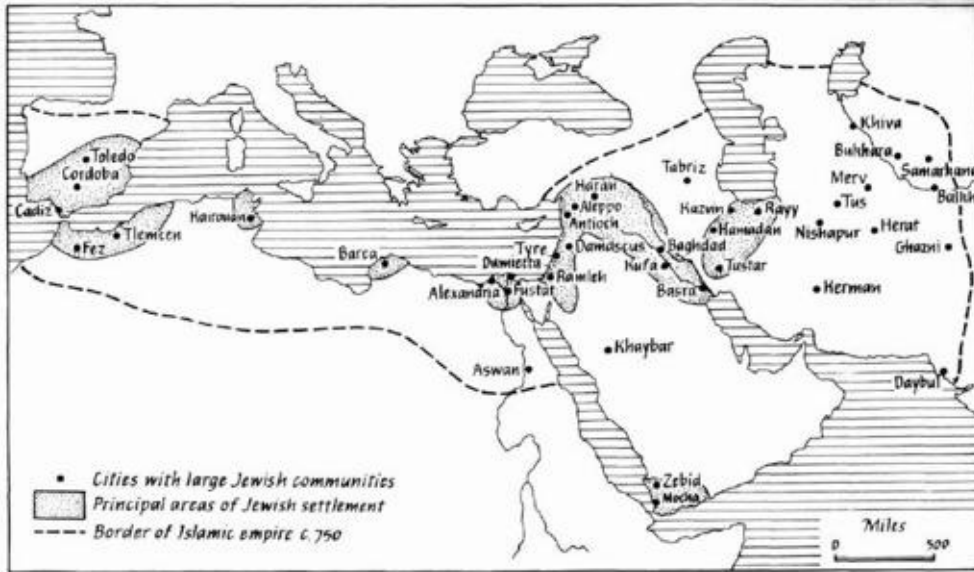 Toledo
Cordoba
Cadiz
Fez
Tlemcen
Kairouan
Barca
Alexandria
Damietta
Fustat
Aswan
Tyre
Ramleh
Damascus
Antioch
Aleppo
Haran
Tabriz
Kazvin
Rayy
Hamadan
Baghdad
Kufa
Tustar
Basra
Khaybar
Zebid
Mocha
Khiva
Bukhara
Samarkand
Merv
Balkh
Tus
Nishapur
Herat
Ghazni
Kerman
Daybul
Cities with large Jewish communities
Principal areas of Jewish settlement
Border of Islamic empire c.750
Miles
0 500